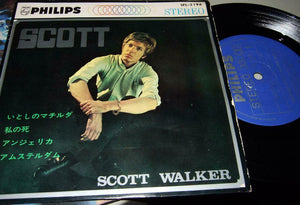 PHILIPS
STEREO
SCOTT
いとしのマチルダ
私の死
アンジェリカ
アムステルダム
SCOTT WALKER
PHILIPS